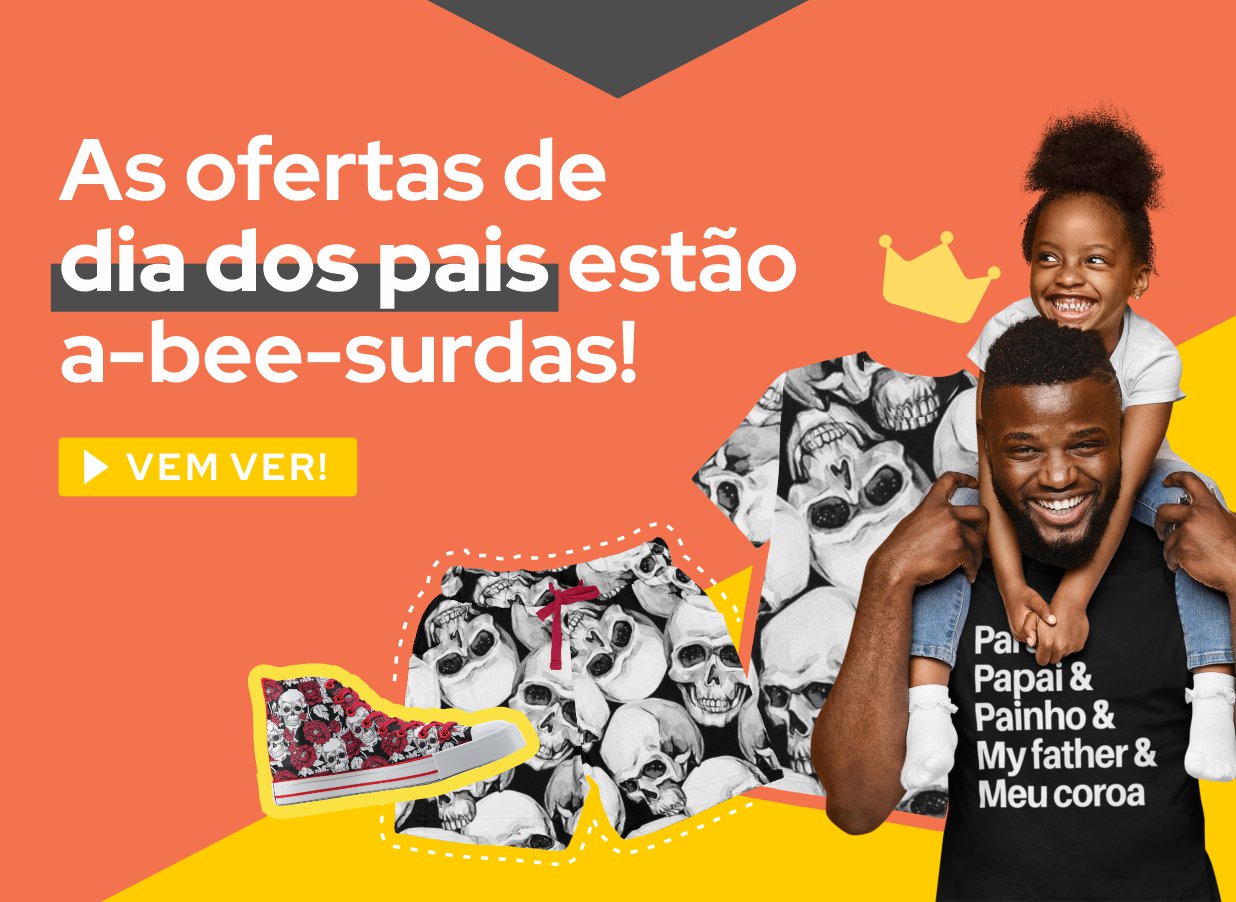 As ofertas de
dia dos pais estão
a-bee-surdas!
VEM VER!
Papai &
Painho &
My father &
Meu coroa